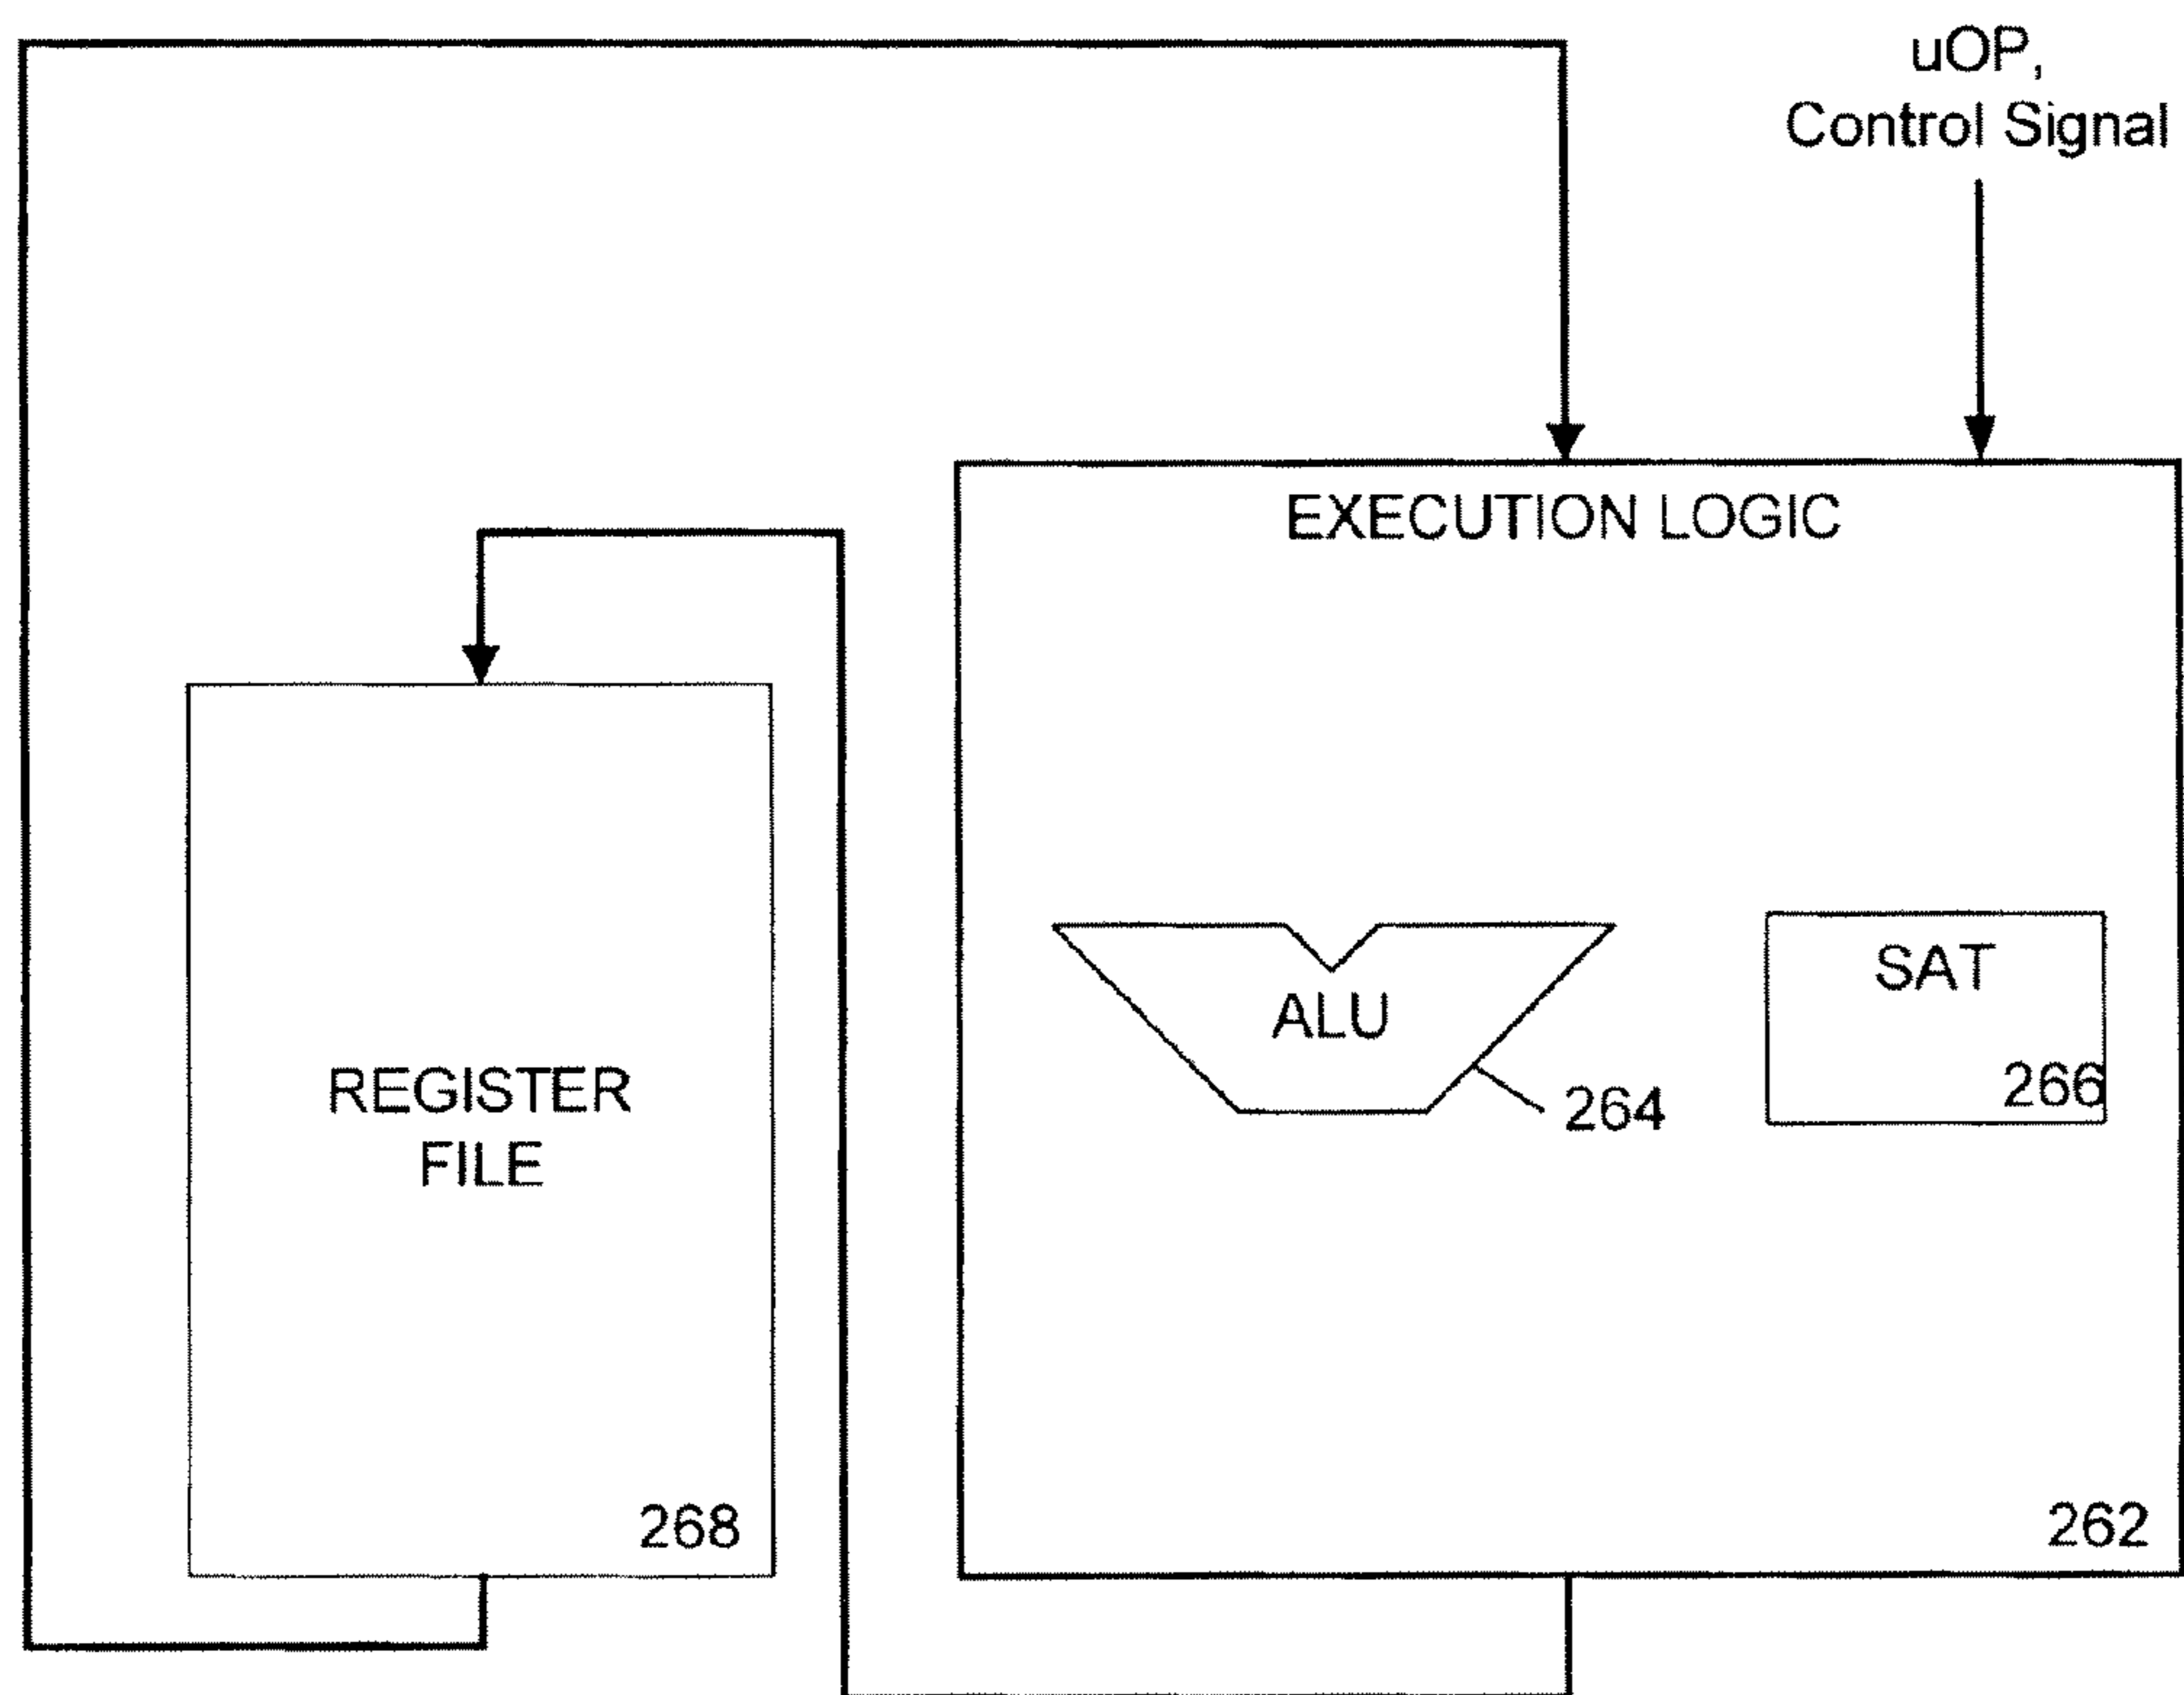 uOP,
Control Signal
EXECUTION LOGIC
ALU
264
SAT
266
REGISTER
FILE
268
262